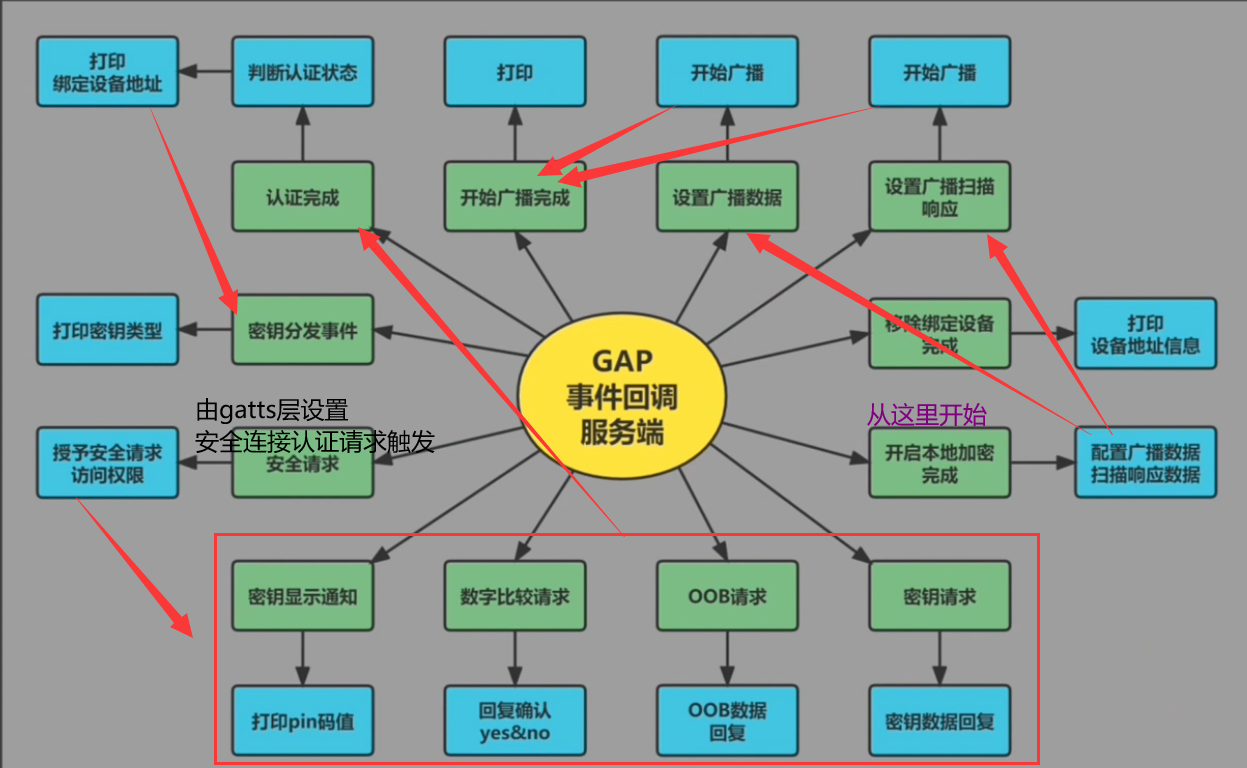 打印
绑定设备地址
判断认证状态
打印
开始广播
开始广播
认证完成
开始广播完成
设置广播数据
设置广播扫描
响应
打印密钥类型
密钥分发事件
GAP
事件回调
服务端
移除绑定设备
完成
打印
设备地址信息
由gatts层设置
安全连接认证请求触发
从这里开始
授予安全请求
访问权限
安全请求
开启本地加密
完成
配置广播数据
扫描响应数据
密钥显示通知
数字比较请求
OOB请求
密钥请求
打印pin码值
回复确认
yes&no
OOB数据
回复
密钥数据回复